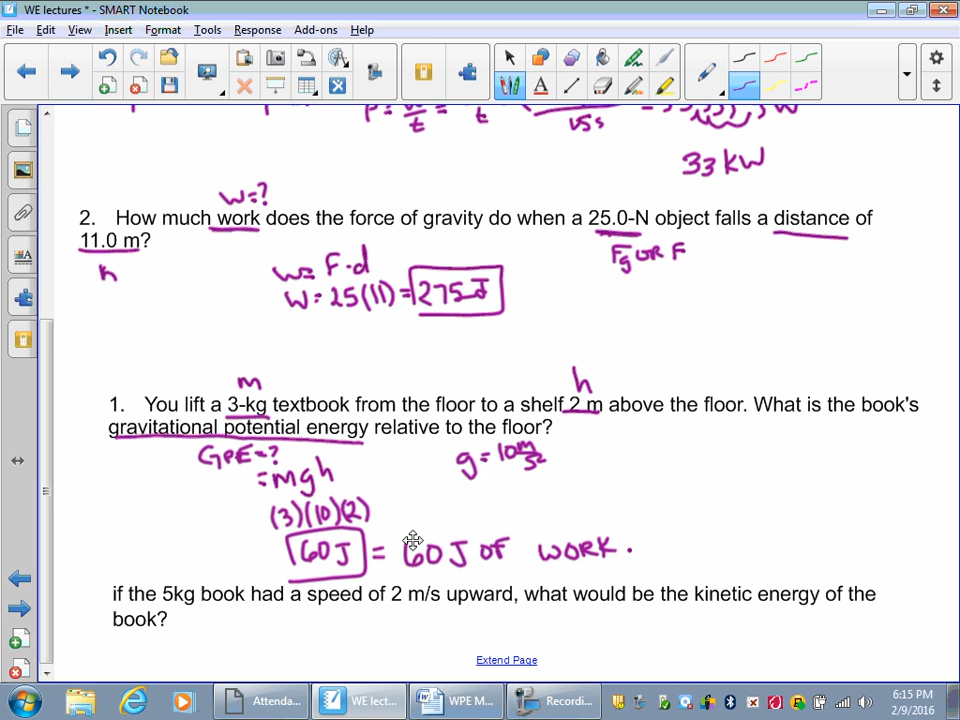 WE lectures * - SMART Notebook
File Edit View Insert Format Tools Response Add-ons Help
t t 15s
33 KW
W=?
2. How much work does the force of gravity do when a 25.0-N object falls a distance of
11.0 m?
h
Fg OR F
W= F·d
W= 25(11) = 275J
m
h
1. You lift a 3-kg textbook from the floor to a shelf 2 m above the floor. What is the book's
gravitational potential energy relative to the floor?
GPE=?
g = 10 m/s²
= mgh
(3)(10)(2)
60J = 60J OF WORK.
if the 5kg book had a speed of 2 m/s upward, what would be the kinetic energy of the
book?
Extend Page
Attenda...
WE lect...
WPE M...
Recordi...
6:15 PM
2/9/2016